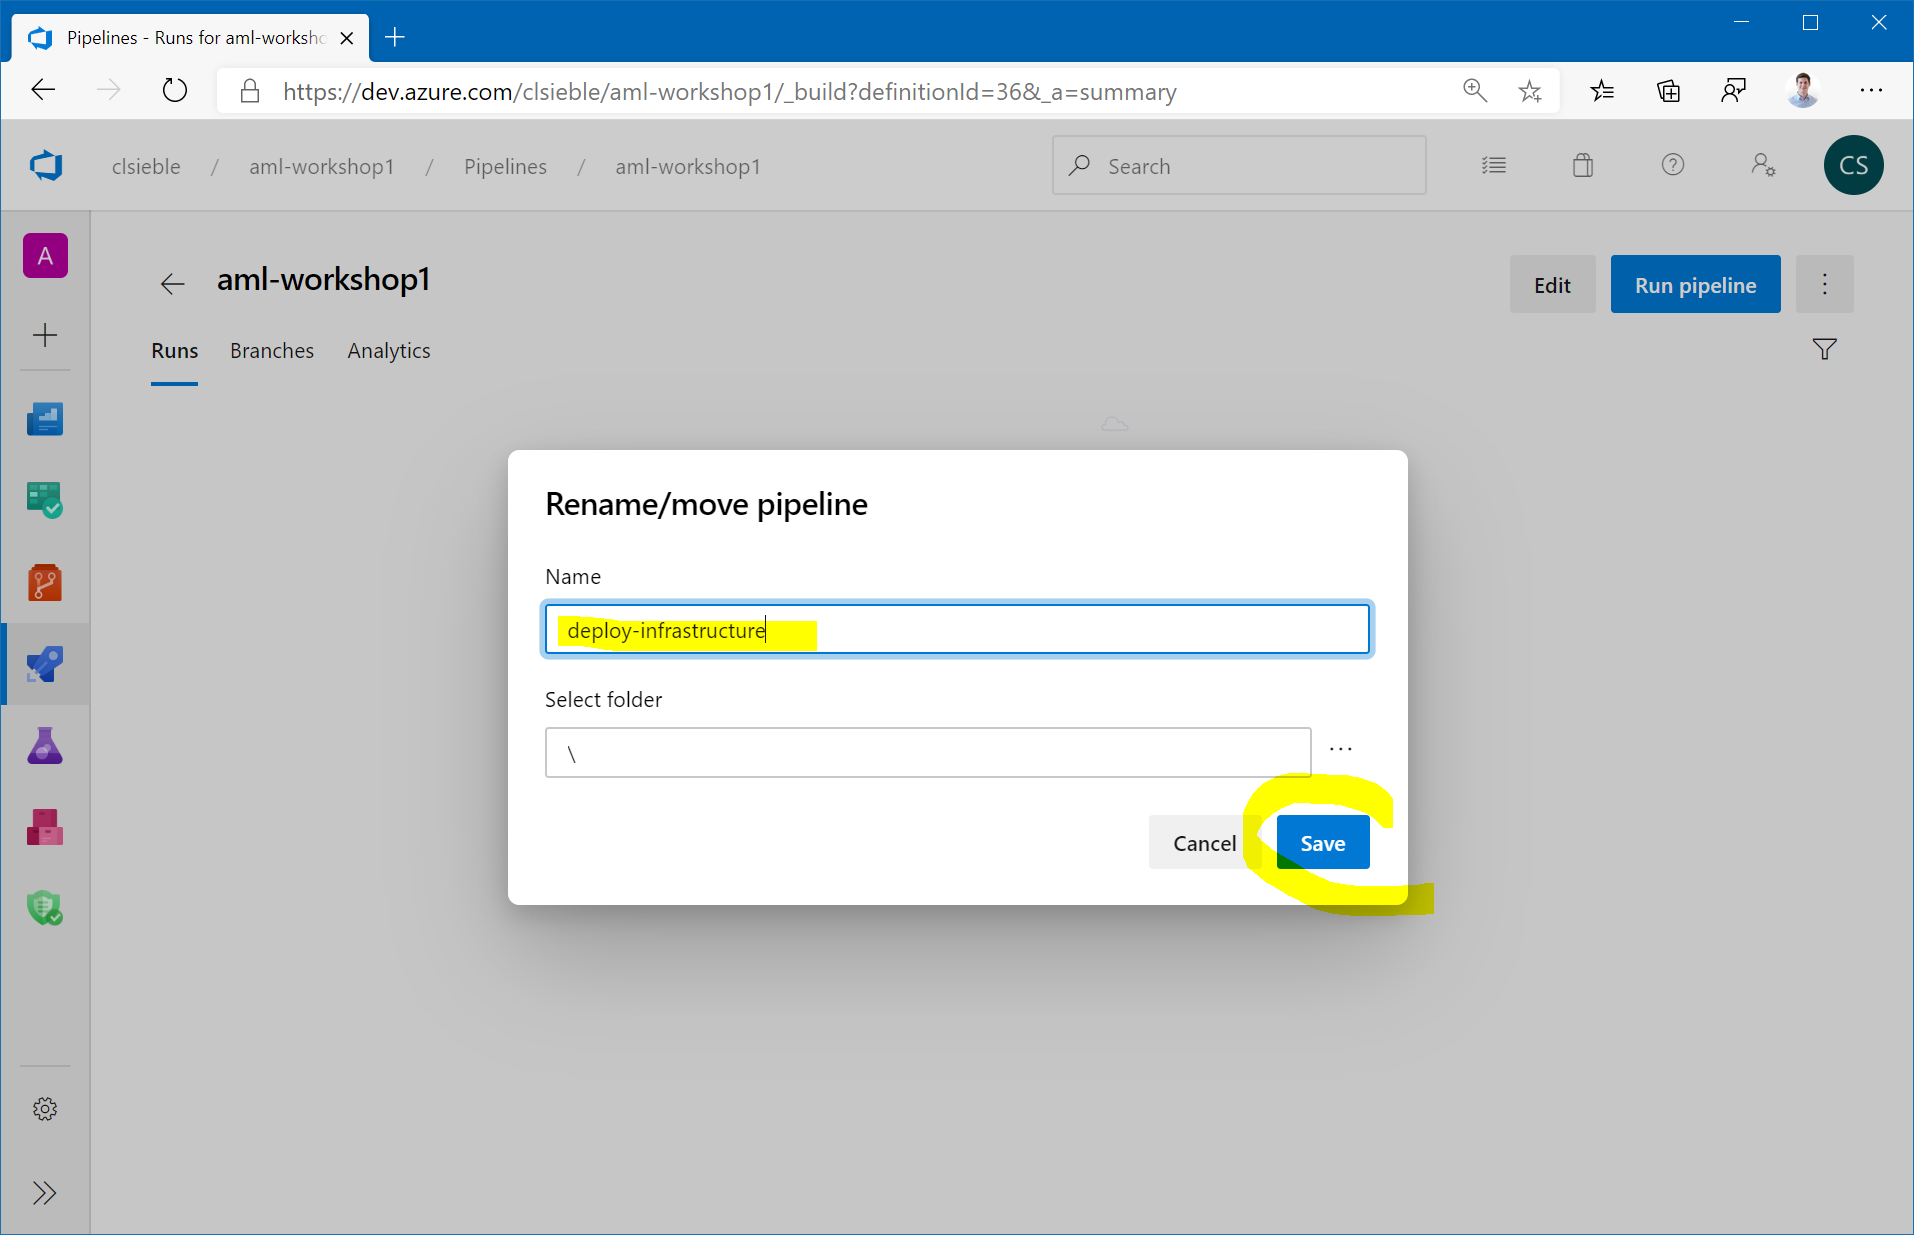 Pipelines - Runs for aml-worksho
https://dev.azure.com/clsieble/aml-workshop1/_build?definitionId=36&_a=summary
clsieble / aml-workshop1 / Pipelines / aml-workshop1
Search
CS
A
aml-workshop1
Edit
Run pipeline
Runs
Branches
Analytics
Rename/move pipeline
Name
deploy-infrastructure
Select folder
\
Cancel
Save